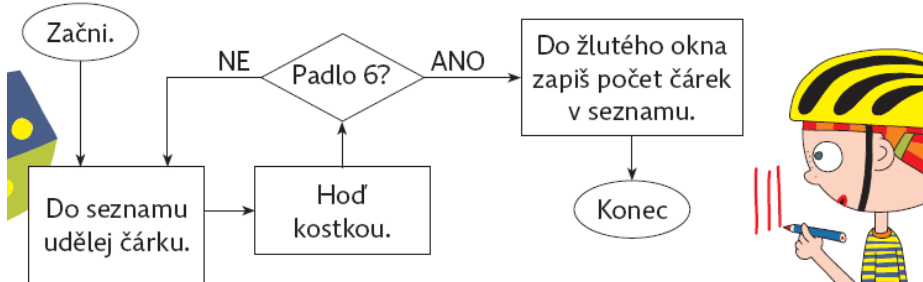 Začni.
Do seznamu
udělej čárku.
Hoď
kostkou.
Padlo 6?
NE
ANO
Do žlutého okna
zapiš počet čárek
v seznamu.
Konec